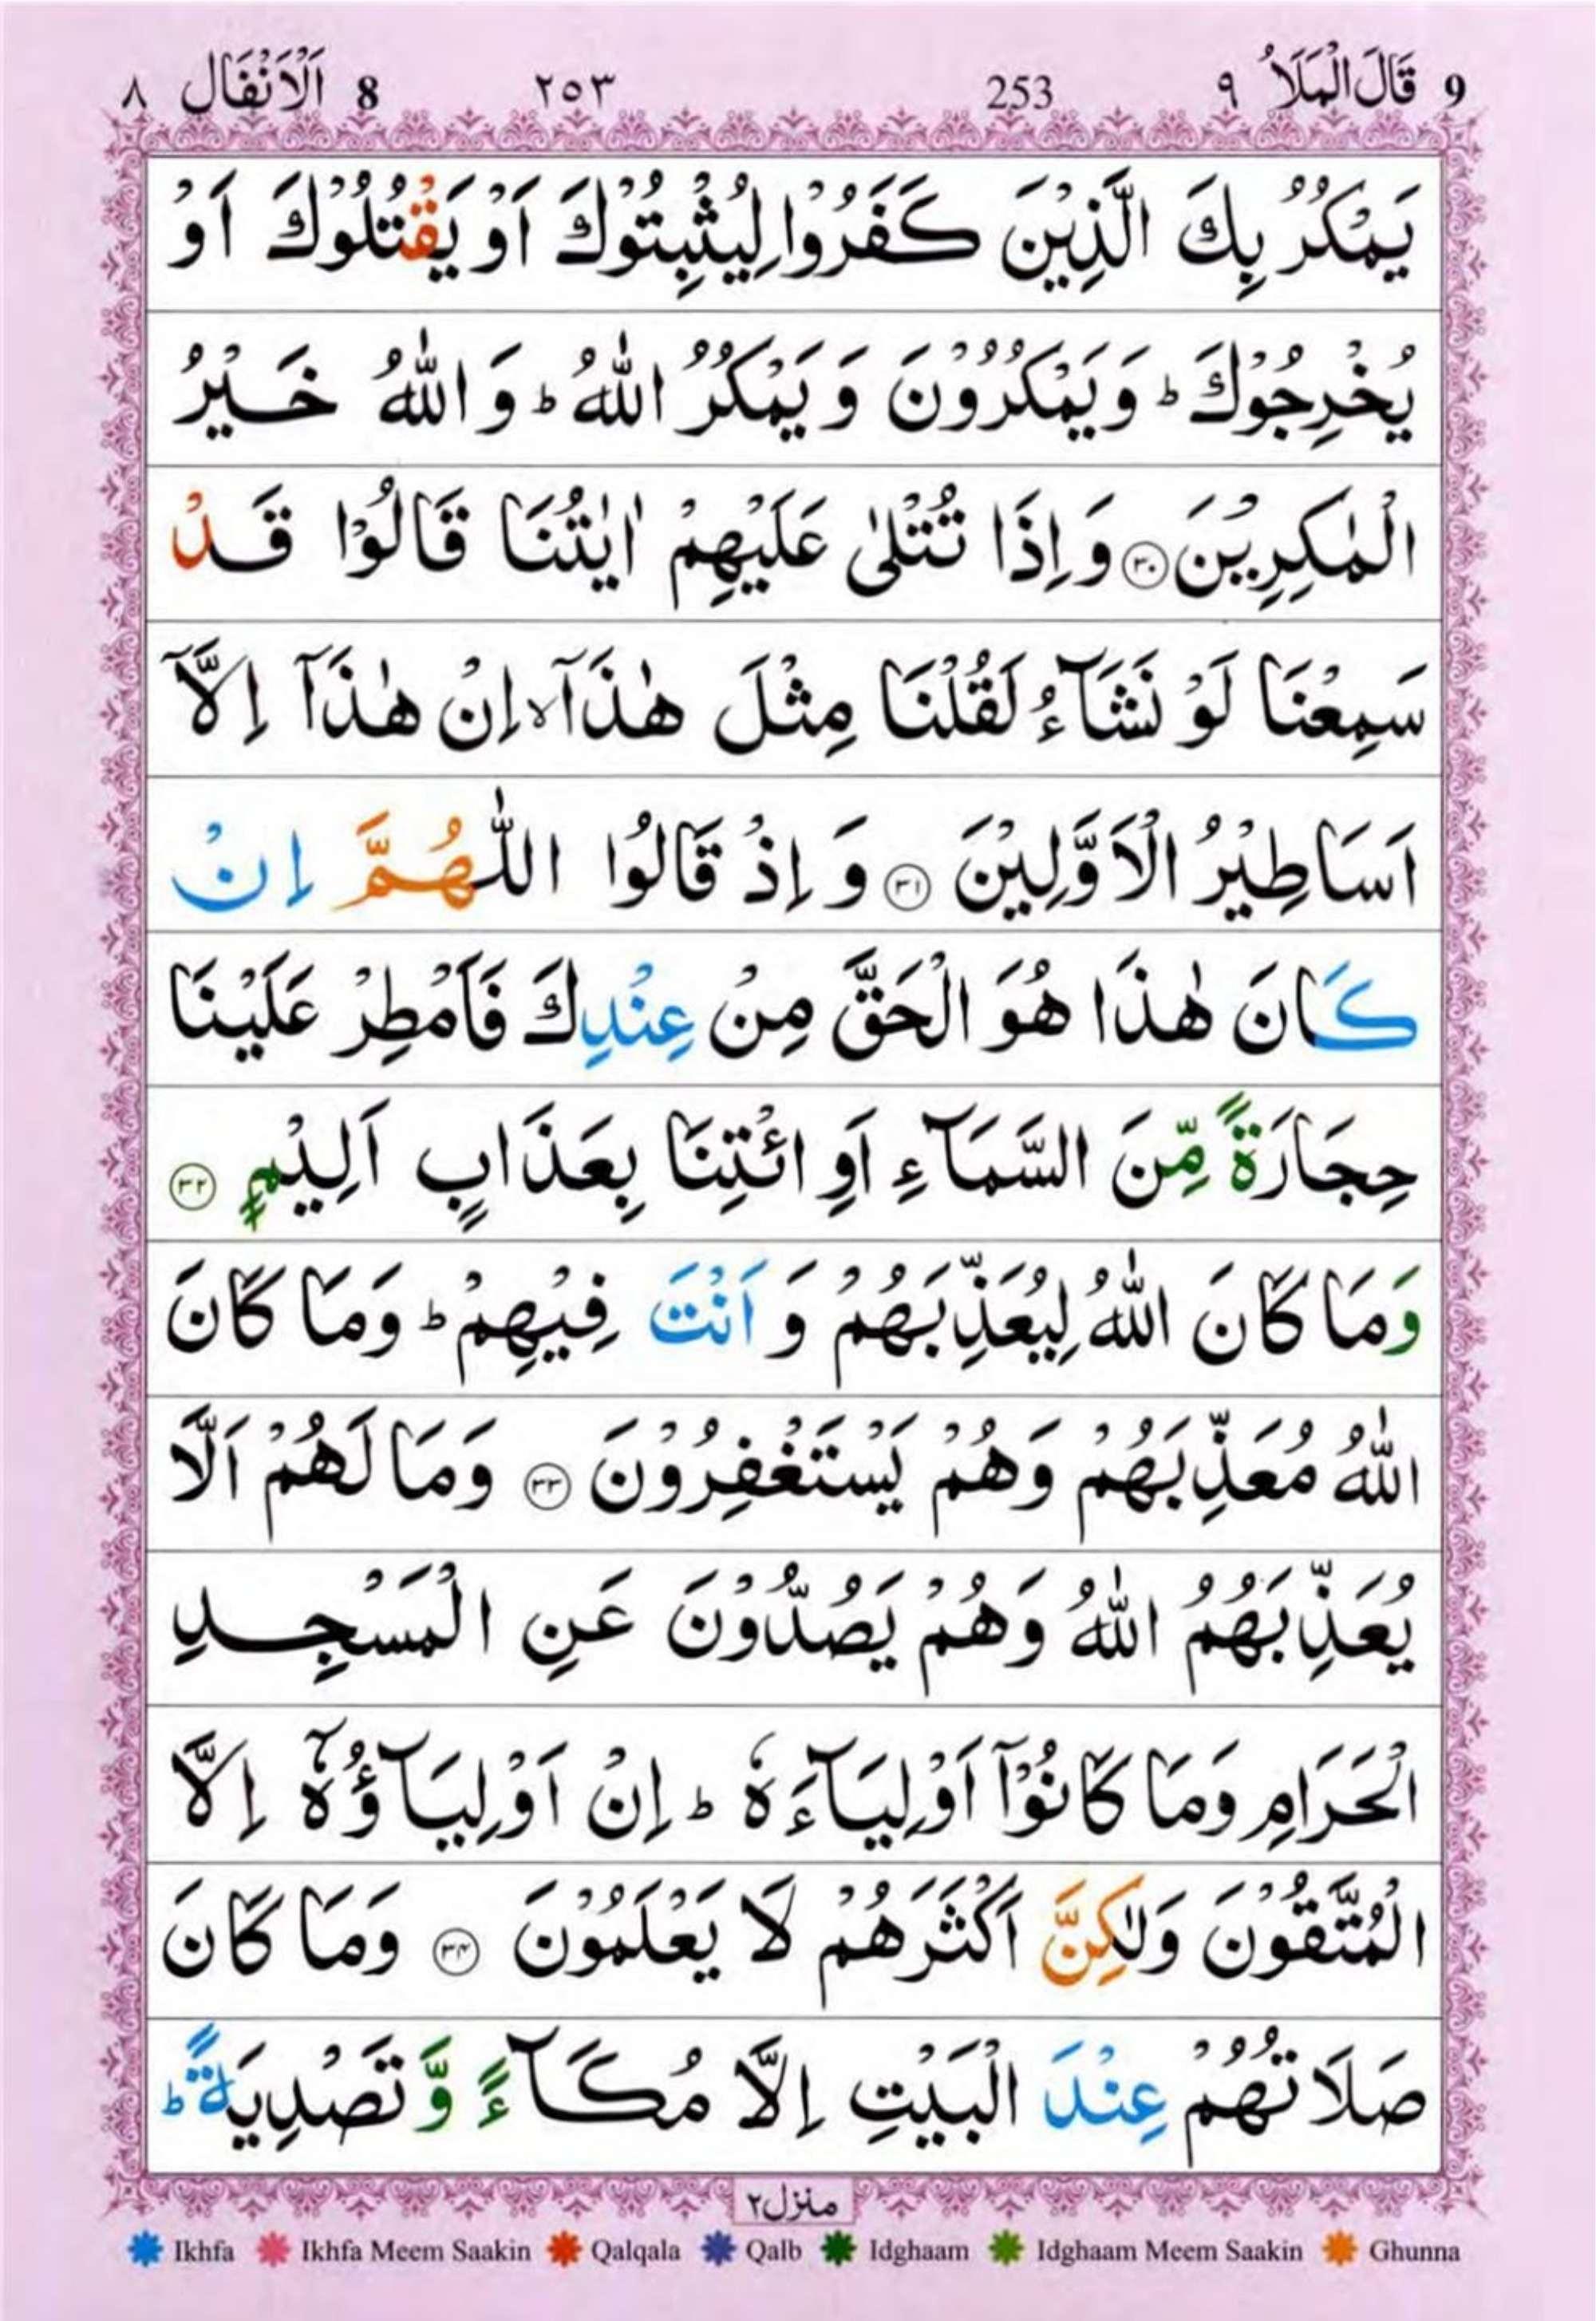 9 قَالَ الْمَلَاُ ٩ 253 ٢٥٣ 8 اَلْاَنْفَال ٨
يَمْكُرُ بِكَ الَّذِيْنَ كَفَرُوْا لِيُثْبِتُوْكَ اَوْ يَقْتُلُوْكَ اَوْ
يُخْرِجُوْكَ ؕ وَيَمْكُرُوْنَ وَيَمْكُرُ اللّٰهُ ؕ وَاللّٰهُ خَيْرُ
الْمٰكِرِيْنَ ۝٣٠ وَاِذَا تُتْلٰى عَلَيْهِمْ اٰيٰتُنَا قَالُوْا قَدْ
سَمِعْنَا لَوْ نَشَآءُ لَقُلْنَا مِثْلَ هٰذَآ ۙ اِنْ هٰذَآ اِلَّآ
اَسَاطِيْرُ الْاَوَّلِيْنَ ۝٣١ وَاِذْ قَالُوا اللّٰهُمَّ اِنْ
كَانَ هٰذَا هُوَ الْحَقَّ مِنْ عِنْدِكَ فَاَمْطِرْ عَلَيْنَا
حِجَارَةً مِّنَ السَّمَآءِ اَوِ ائْتِنَا بِعَذَابٍ اَلِيْمٍ ۝٣٢
وَمَا كَانَ اللّٰهُ لِيُعَذِّبَهُمْ وَاَنْتَ فِيْهِمْ ؕ وَمَا كَانَ
اللّٰهُ مُعَذِّبَهُمْ وَهُمْ يَسْتَغْفِرُوْنَ ۝٣٣ وَمَا لَهُمْ اَلَّا
يُعَذِّبَهُمُ اللّٰهُ وَهُمْ يَصُدُّوْنَ عَنِ الْمَسْجِدِ
الْحَرَامِ وَمَا كَانُوْٓا اَوْلِيَآءَهٗ ؕ اِنْ اَوْلِيَآؤُهٗٓ اِلَّا
الْمُتَّقُوْنَ وَلٰكِنَّ اَكْثَرَهُمْ لَا يَعْلَمُوْنَ ۝٣٤ وَمَا كَانَ
صَلَاتُهُمْ عِنْدَ الْبَيْتِ اِلَّا مُكَآءً وَّتَصْدِيَةً ؕ
منزل ٢
Ikhfa Ikhfa Meem Saakin Qalqala Qalb Idghaam Idghaam Meem Saakin Ghunna